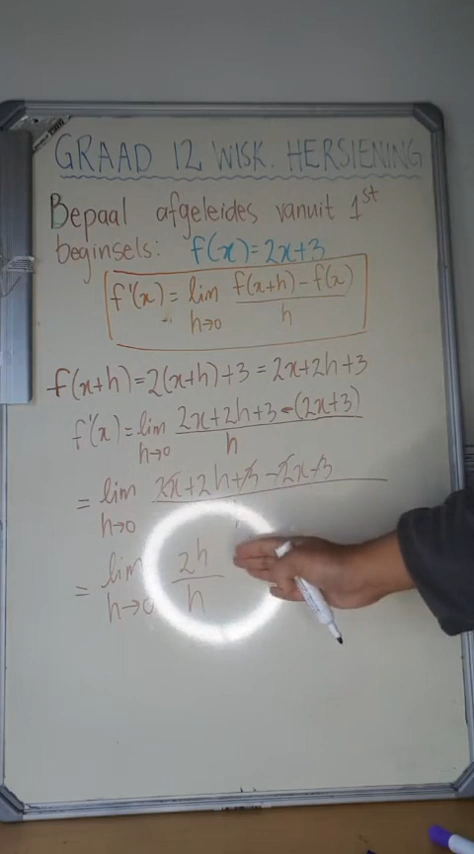 GRAAD 12 WISK. HERSIENING
Bepaal afgeleides vanuit 1st
beginsels: f(x)=2x+3
f'(x) = lim h→0 f(x+h)-f(x) / h
f(x+h)=2(x+h)+3 = 2x+2h+3
f'(x) = lim h→0 2x+2h+3-(2x+3) / h
= lim h→0 2x+2h+3-2x-3
= lim h→0 2h / h